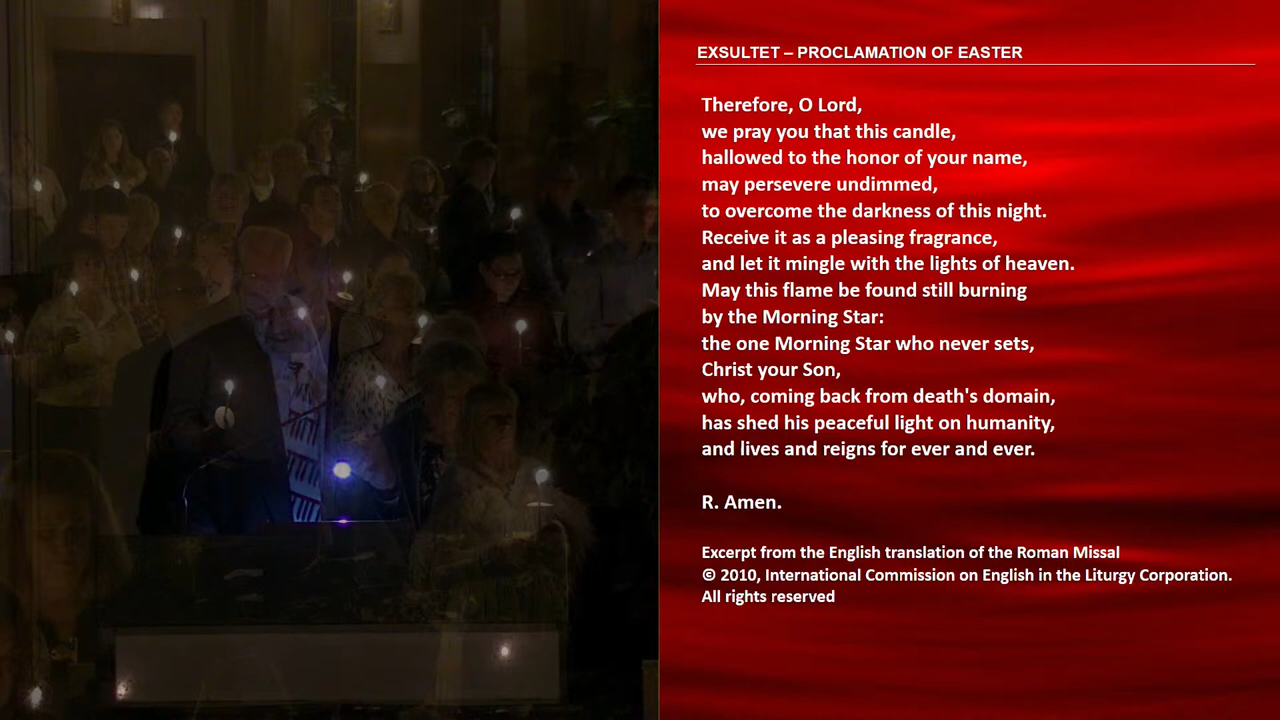 EXSULTET – PROCLAMATION OF EASTER
Therefore, O Lord,
we pray you that this candle,
hallowed to the honor of your name,
may persevere undimmed,
to overcome the darkness of this night.
Receive it as a pleasing fragrance,
and let it mingle with the lights of heaven.
May this flame be found still burning
by the Morning Star:
the one Morning Star who never sets,
Christ your Son,
who, coming back from death's domain,
has shed his peaceful light on humanity,
and lives and reigns for ever and ever.
R. Amen.
Excerpt from the English translation of the Roman Missal
© 2010, International Commission on English in the Liturgy Corporation.
All rights reserved